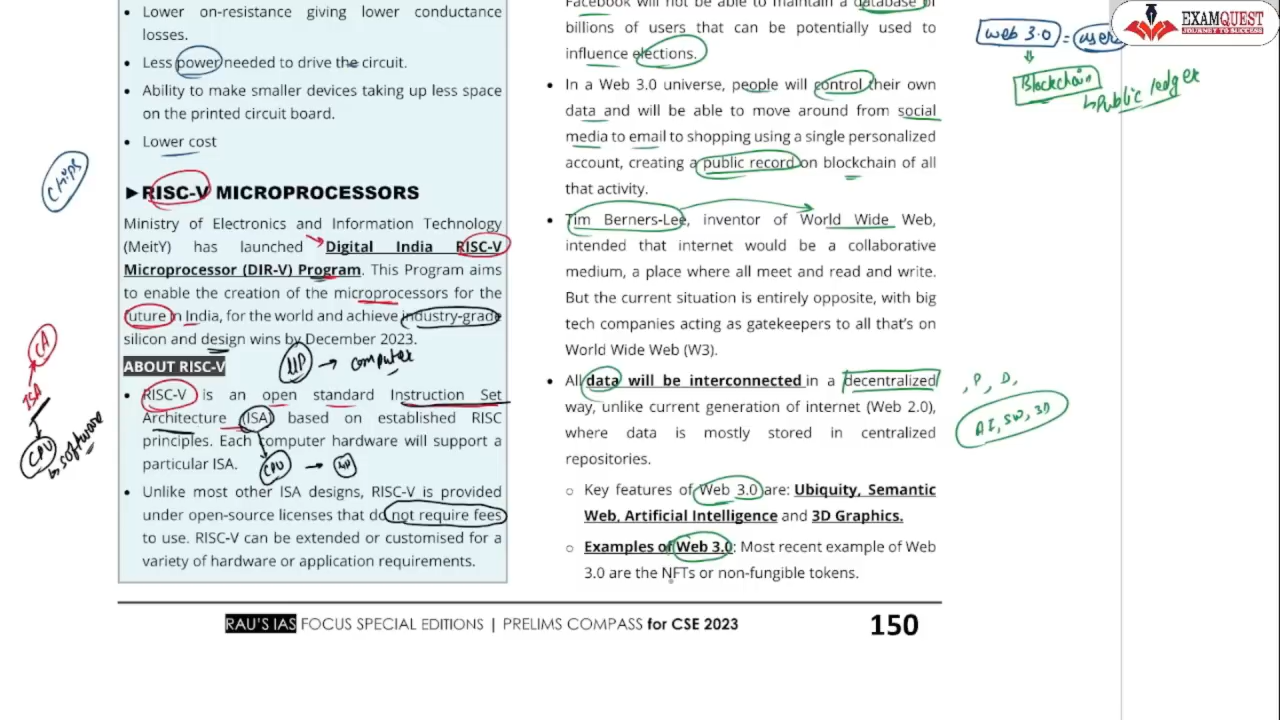 • Lower on-resistance giving lower conductance
losses.
• Less power needed to drive the circuit.
• Ability to make smaller devices taking up less space
on the printed circuit board.
• Lower cost
Chips
►RISC-V MICROPROCESSORS
Ministry of Electronics and Information Technology
(MeitY) has launched Digital India RISC-V
Microprocessor (DIR-V) Program. This Program aims
to enable the creation of the microprocessors for the
uture in India, for the world and achieve industry-grade
silicon and design wins by December 2023.
ABOUT RISC-V
MP → computer
CA
ISA
CPU
software
• RISC-V is an open standard Instruction Set
Architecture (ISA) based on established RISC
principles. Each computer hardware will support a
particular ISA.
CPU → MP
• Unlike most other ISA designs, RISC-V is provided
under open-source licenses that do not require fees
to use. RISC-V can be extended or customised for a
variety of hardware or application requirements.
Facebook will not be able to maintain a database of
billions of users that can be potentially used to
influence elections.
• In a Web 3.0 universe, people will control their own
data and will be able to move around from social
media to email to shopping using a single personalized
account, creating a public record on blockchain of all
that activity.
• Tim Berners-Lee, inventor of World Wide Web,
intended that internet would be a collaborative
medium, a place where all meet and read and write.
But the current situation is entirely opposite, with big
tech companies acting as gatekeepers to all that’s on
World Wide Web (W3).
• All data will be interconnected in a decentralized
way, unlike current generation of internet (Web 2.0),
where data is mostly stored in centralized
repositories.
○ Key features of Web 3.0 are: Ubiquity, Semantic
Web, Artificial Intelligence and 3D Graphics.
○ Examples of Web 3.0: Most recent example of Web
3.0 are the NFTs or non-fungible tokens.
web 3.0 = users
Blockchain
↳ Public ledger
, P, D,
AI, SW, 3D
EXAMQUEST
JOURNEY TO SUCCESS
RAU'S IAS FOCUS SPECIAL EDITIONS | PRELIMS COMPASS for CSE 2023 150